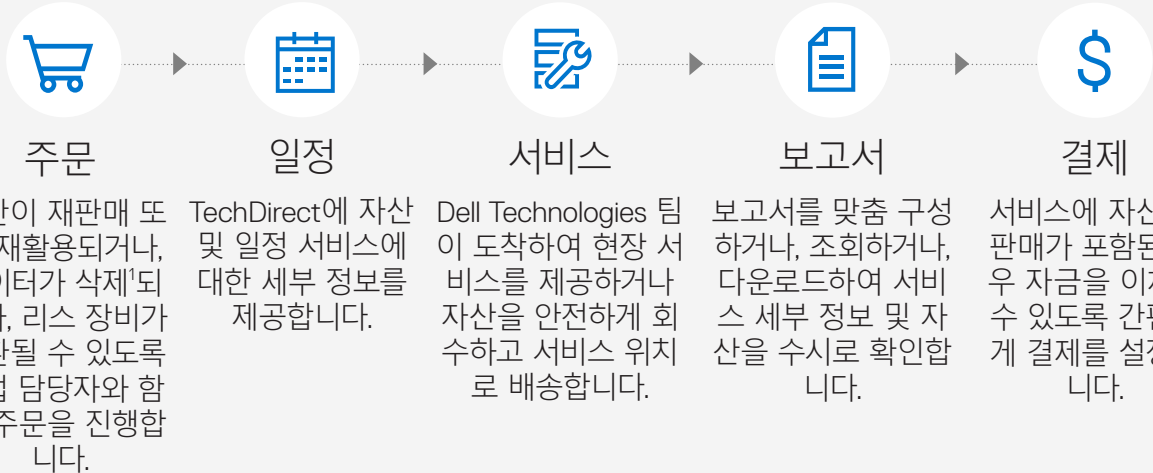 주문
이 재판매 또
재활용되거나,
이터가 삭제¹되
, 리스 장비가
될 수 있도록
담당자와 함
주문을 진행합
니다.
일정
TechDirect에 자산
및 일정 서비스에
대한 세부 정보를
제공합니다.
서비스
Dell Technologies 팀
이 도착하여 현장 서
비스를 제공하거나
자산을 안전하게 회
수하고 서비스 위치
로 배송합니다.
보고서
보고서를 맞춤 구성
하거나, 조회하거나,
다운로드하여 서비
스 세부 정보 및 자
산을 수시로 확인합
니다.
결제
서비스에 자산
판매가 포함된
우 자금을 이
수 있도록 간
게 결제를 설
니다.